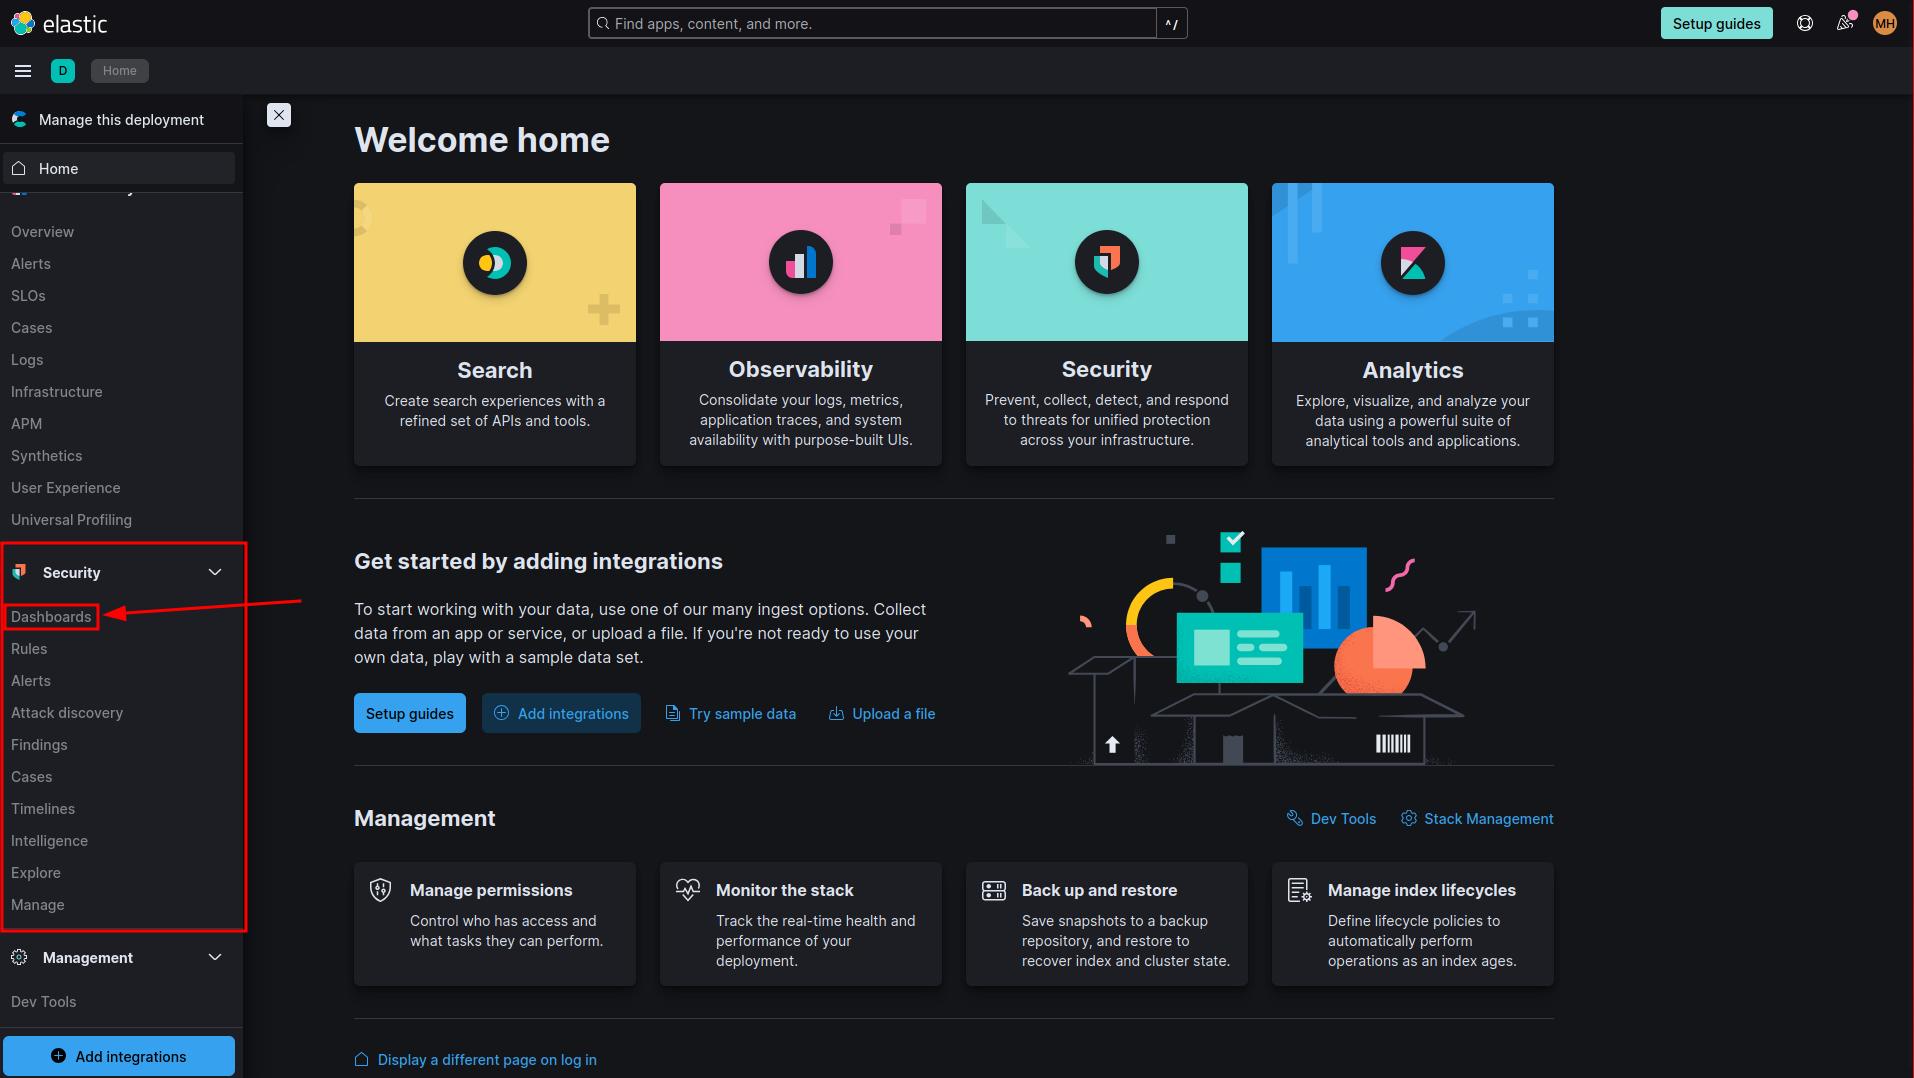 elastic
Find apps, content, and more.
^/
Setup guides
MH
D
Home
Manage this deployment
Home
Overview
Alerts
SLOs
Cases
Logs
Infrastructure
APM
Synthetics
User Experience
Universal Profiling
Security
Dashboards
Rules
Alerts
Attack discovery
Findings
Cases
Timelines
Intelligence
Explore
Manage
Management
Dev Tools
Add integrations
Welcome home
Search
Create search experiences with a
refined set of APIs and tools.
Observability
Consolidate your logs, metrics,
application traces, and system
availability with purpose-built UIs.
Security
Prevent, collect, detect, and respond
to threats for unified protection
across your infrastructure.
Analytics
Explore, visualize, and analyze your
data using a powerful suite of
analytical tools and applications.
Get started by adding integrations
To start working with your data, use one of our many ingest options. Collect
data from an app or service, or upload a file. If you're not ready to use your
own data, play with a sample data set.
Setup guides
Add integrations
Try sample data
Upload a file
Management
Dev Tools
Stack Management
Manage permissions
Control who has access and
what tasks they can perform.
Monitor the stack
Track the real-time health and
performance of your
deployment.
Back up and restore
Save snapshots to a backup
repository, and restore to
recover index and cluster state.
Manage index lifecycles
Define lifecycle policies to
automatically perform
operations as an index ages.
Display a different page on log in